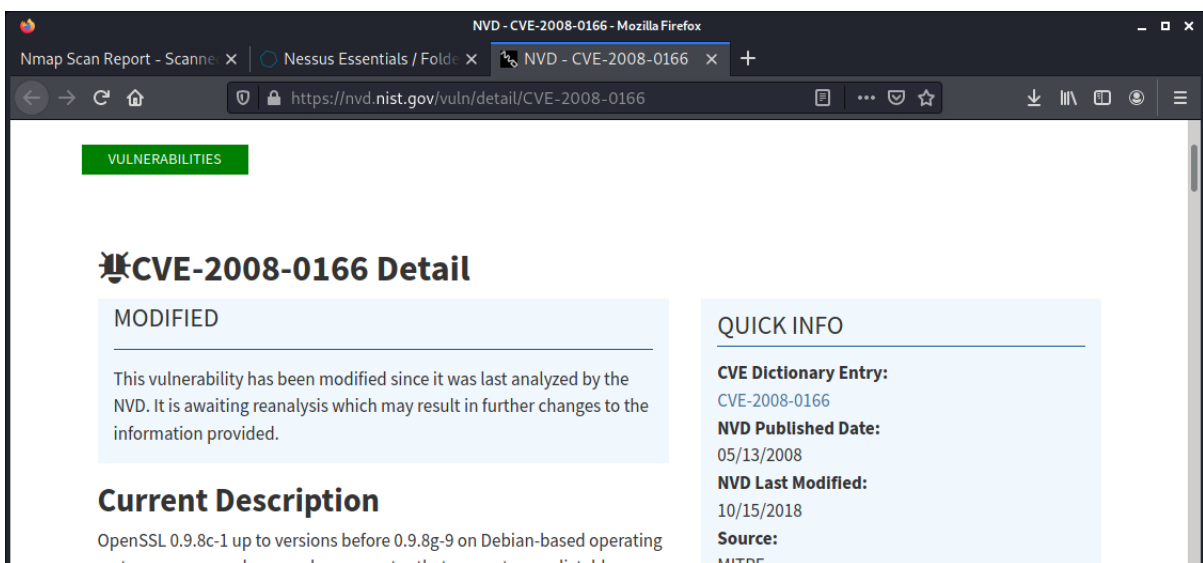 NVD - CVE-2008-0166 - Mozilla Firefox
Nmap Scan Report - Scanne
Nessus Essentials / Folde
NVD - CVE-2008-0166
https://nvd.nist.gov/vuln/detail/CVE-2008-0166
VULNERABILITIES
CVE-2008-0166 Detail
MODIFIED
This vulnerability has been modified since it was last analyzed by the
NVD. It is awaiting reanalysis which may result in further changes to the
information provided.
Current Description
OpenSSL 0.9.8c-1 up to versions before 0.9.8g-9 on Debian-based operating
QUICK INFO
CVE Dictionary Entry:
CVE-2008-0166
NVD Published Date:
05/13/2008
NVD Last Modified:
10/15/2018
Source:
MITRE